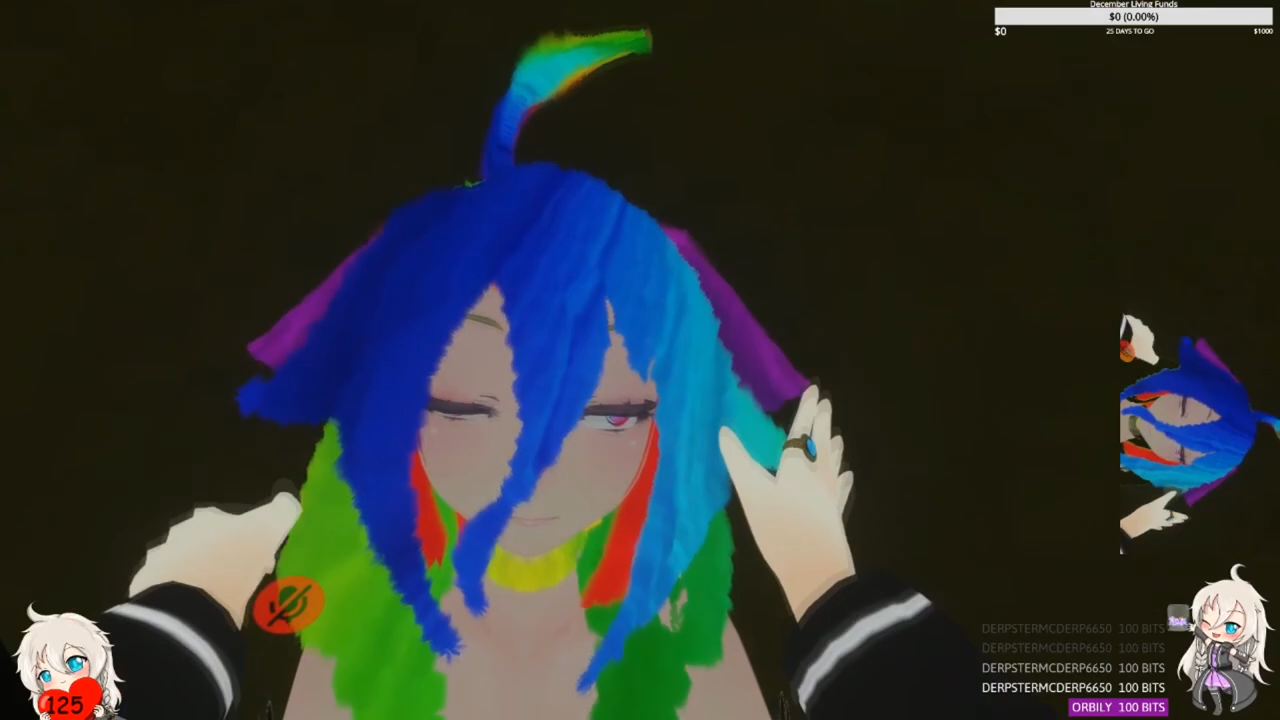 December Living Funds
$0 (0.00%)
$0
25 DAYS TO GO
$1000
DERPSTERMCDERP6650 100 BITS
DERPSTERMCDERP6650 100 BITS
DERPSTERMCDERP6650 100 BITS
DERPSTERMCDERP6650 100 BITS
ORBILY 100 BITS
125